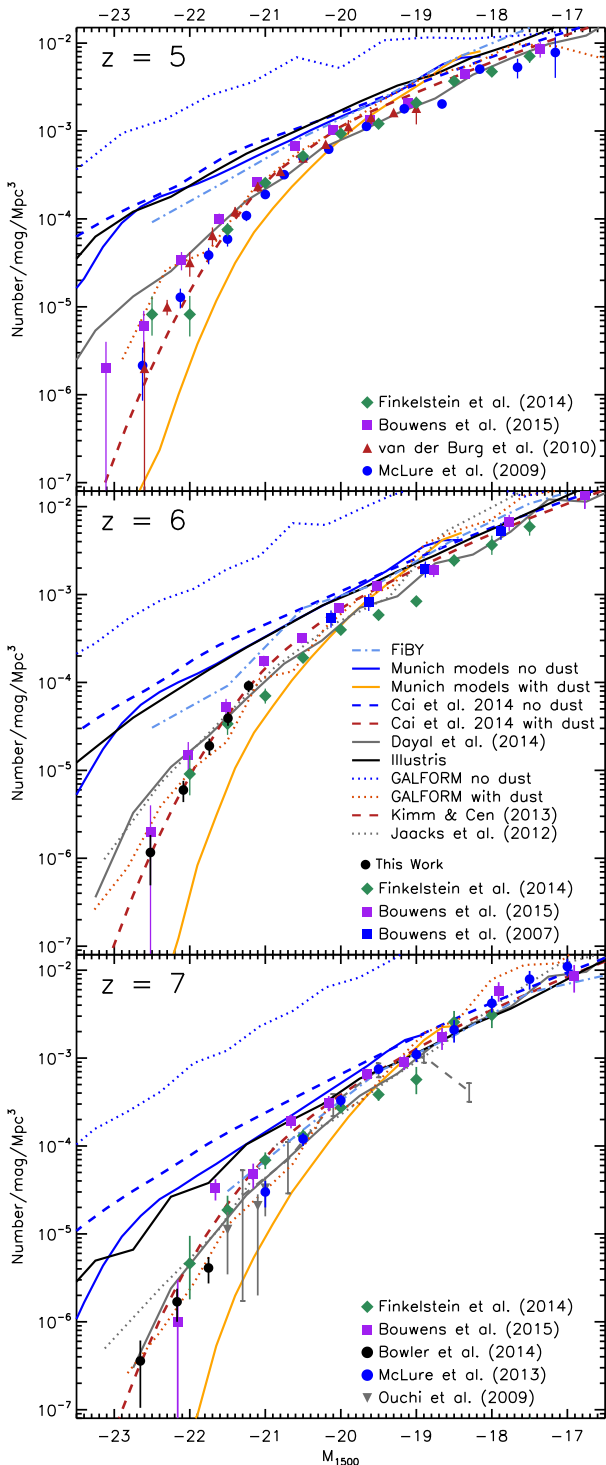 −23 −22 −21 −20 −19 −18 −17
z = 5
10⁻²
10⁻³
10⁻⁴
10⁻⁵
10⁻⁶
10⁻⁷
Number/mag/Mpc³
Finkelstein et al. (2014)
Bouwens et al. (2015)
van der Burg et al. (2010)
McLure et al. (2009)
z = 6
10⁻²
10⁻³
10⁻⁴
10⁻⁵
10⁻⁶
10⁻⁷
Number/mag/Mpc³
FiBY
Munich models no dust
Munich models with dust
Cai et al. 2014 no dust
Cai et al. 2014 with dust
Dayal et al. (2014)
Illustris
GALFORM no dust
GALFORM with dust
Kimm & Cen (2013)
Jaacks et al. (2012)
This Work
Finkelstein et al. (2014)
Bouwens et al. (2015)
Bouwens et al. (2007)
z = 7
10⁻²
10⁻³
10⁻⁴
10⁻⁵
10⁻⁶
10⁻⁷
Number/mag/Mpc³
Finkelstein et al. (2014)
Bouwens et al. (2015)
Bowler et al. (2014)
McLure et al. (2013)
Ouchi et al. (2009)
−23 −22 −21 −20 −19 −18 −17
M₁₅₀₀